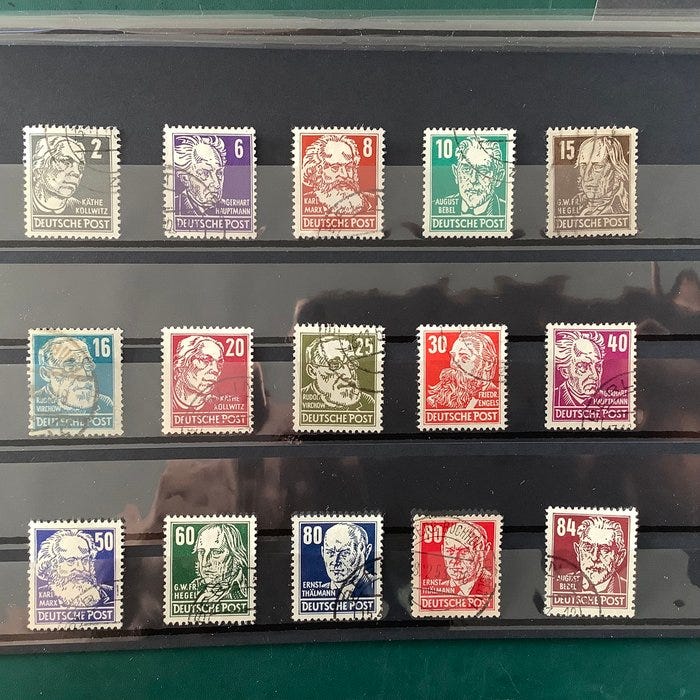 2
KÄTHE
KOLLWITZ
DEUTSCHE POST
6
GERHART
HAUPTMANN
DEUTSCHE POST
8
KARL
MARX
DEUTSCHE POST
10
AUGUST
BEBEL
DEUTSCHE POST
15
G.W.FR.
HEGEL
DEUTSCHE POST
16
RUDOLF
VIRCHOW
DEUTSCHE POST
20
KÄTHE
KOLLWITZ
DEUTSCHE POST
25
RUDOLF
VIRCHOW
DEUTSCHE POST
30
FRIEDR.
ENGELS
DEUTSCHE POST
40
GERHART
HAUPTMANN
DEUTSCHE POST
50
KARL
MARX
DEUTSCHE POST
60
G.W.FR.
HEGEL
DEUTSCHE POST
80
ERNST
THÄLMANN
DEUTSCHE POST
80
ERNST
THÄLMANN
DEUTSCHE POST
84
AUGUST
BEBEL
DEUTSCHE POST